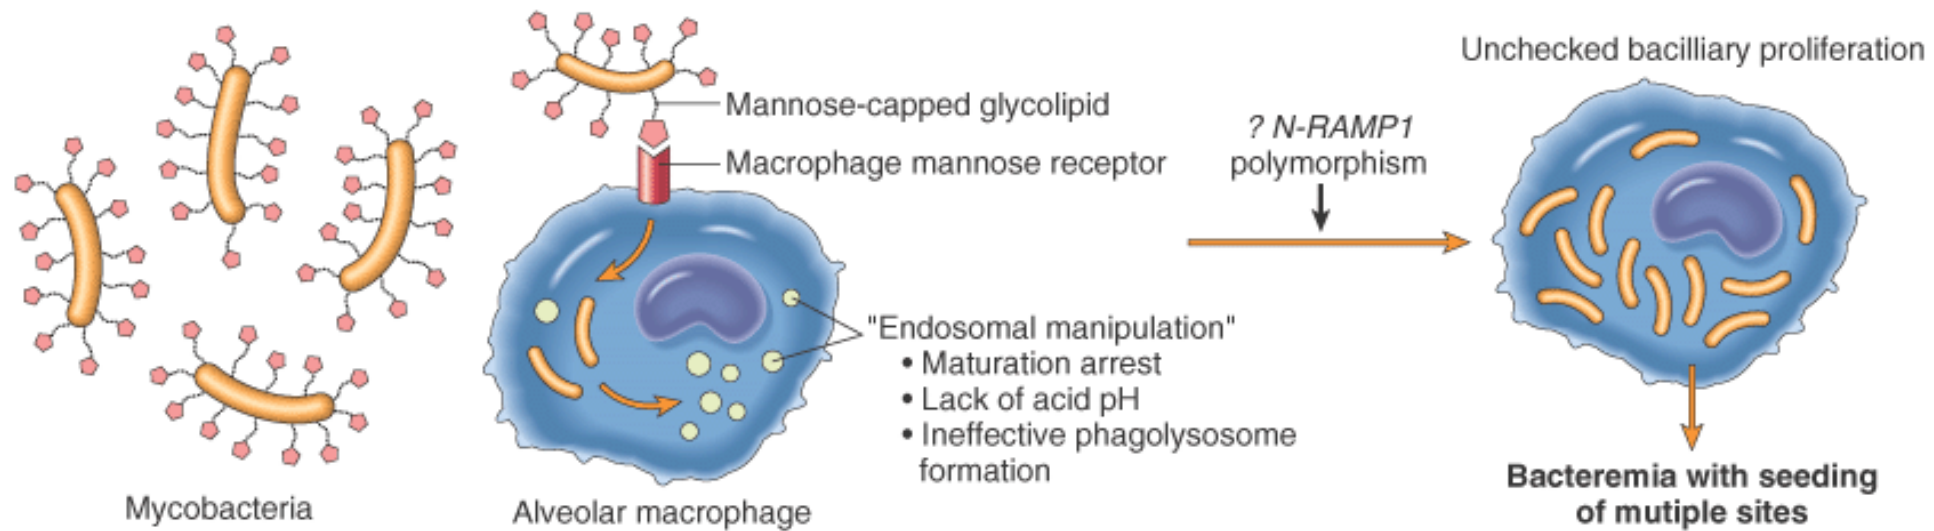 Mycobacteria
Mannose-capped glycolipid
Macrophage mannose receptor
"Endosomal manipulation"
• Maturation arrest
• Lack of acid pH
• Ineffective phagolysosome
formation
Alveolar macrophage
? N-RAMP1
polymorphism
Unchecked bacilliary proliferation
Bacteremia with seeding
of mutiple sites